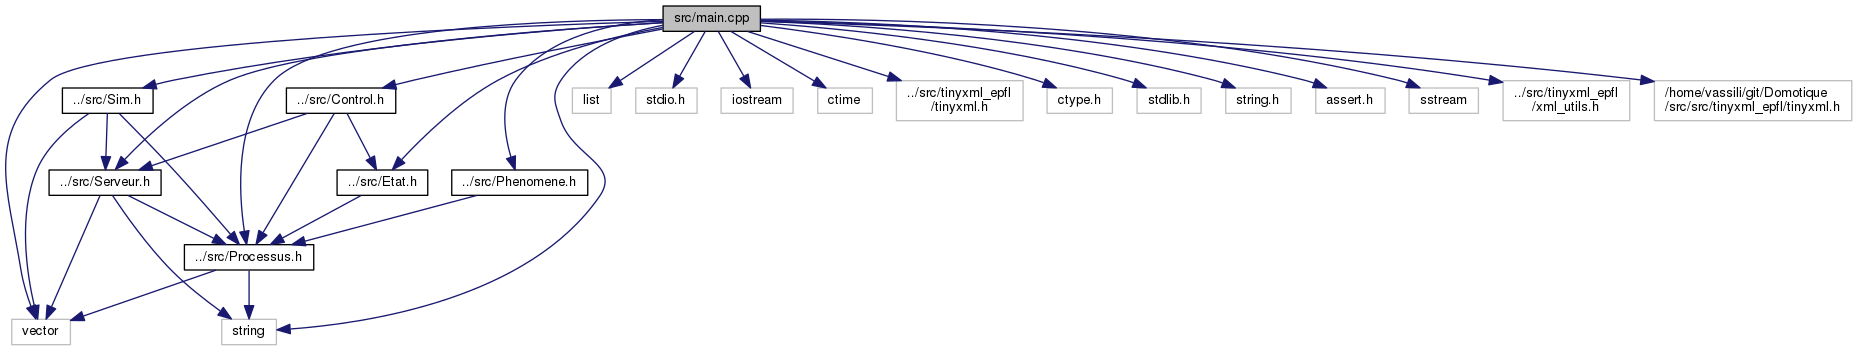 src/main.cpp
../src/Sim.h
../src/Control.h
list
stdio.h
iostream
ctime
../src/tinyxml_epfl
/tinyxml.h
ctype.h
stdlib.h
string.h
assert.h
sstream
../src/tinyxml_epfl
/xml_utils.h
/home/vassili/git/Domotique
/src/src/tinyxml_epfl/tinyxml.h
../src/Serveur.h
../src/Etat.h
../src/Phenomene.h
../src/Processus.h
vector
string